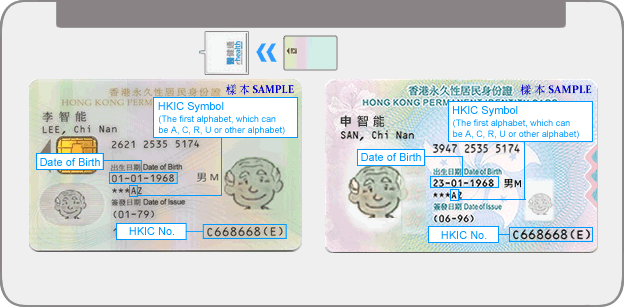 醫健通
eHealth
香港永久性居民身份證 樣本 SAMPLE
HONG KONG PERMANENT IDENTITY CARD
李智能
LEE, Chi Nan
HKIC Symbol
(The first alphabet, which can
be A, C, R, U or other alphabet)
2621 2535 5174
Date of Birth
出生日期 Date of Birth
01-01-1968 男 M
***AZ
簽發日期 Date of Issue
(01-79)
HKIC No.
C668668(E)
香港永久性居民身份證 樣本 SAMPLE
HONG KONG PERMANENT IDENTITY CARD
申智能
SAN, Chi Nan
HKIC Symbol
(The first alphabet, which can
be A, C, R, U or other alphabet)
3947 2535 5174
Date of Birth
出生日期 Date of Birth
23-01-1968 男 M
***AZ
簽發日期 Date of Issue
(06-96)
HKIC No.
C668668(E)